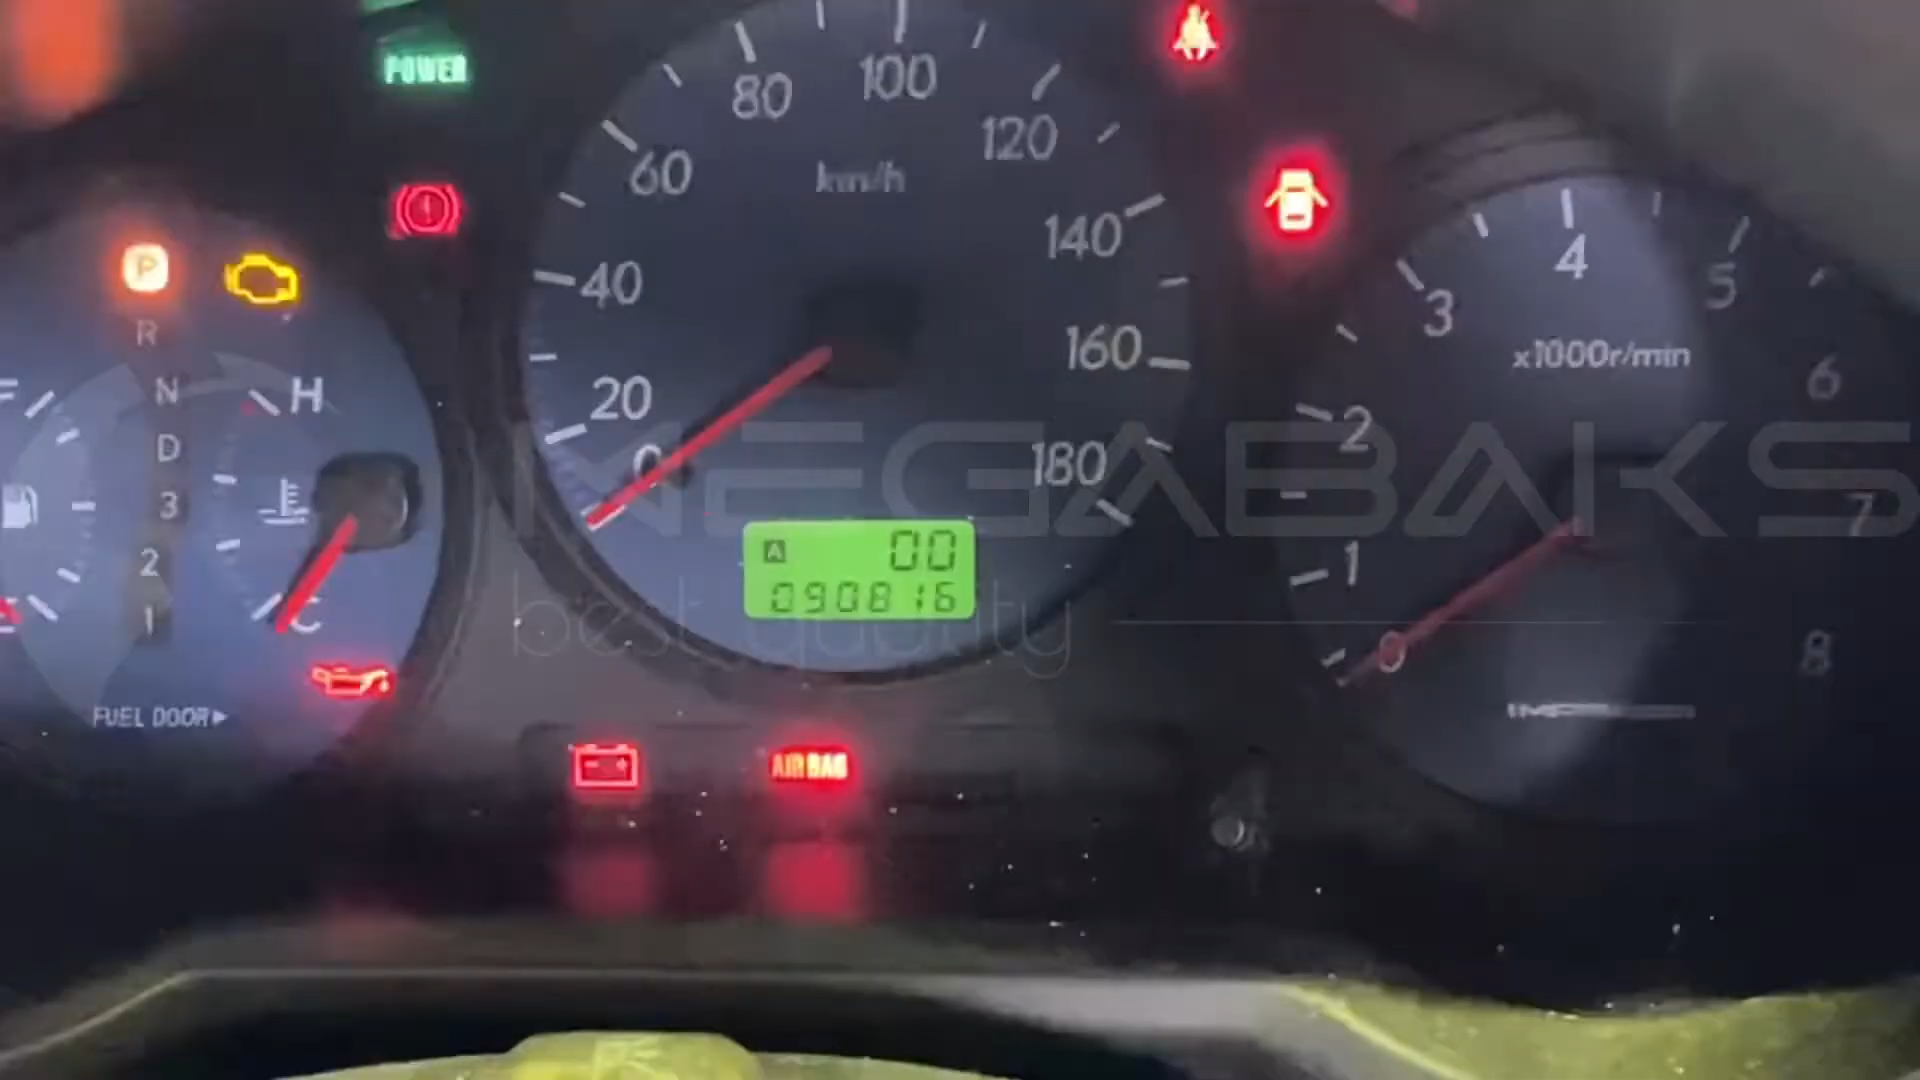 POWER
80
100
120
60
km/h
140
40
160
20
0
180
A 00
090816
P
R
N
D
3
2
1
F
H
C
FUEL DOOR
AIR BAG
3
4
5
x1000r/min
6
2
7
1
0
8
MEGABAKS
best quality